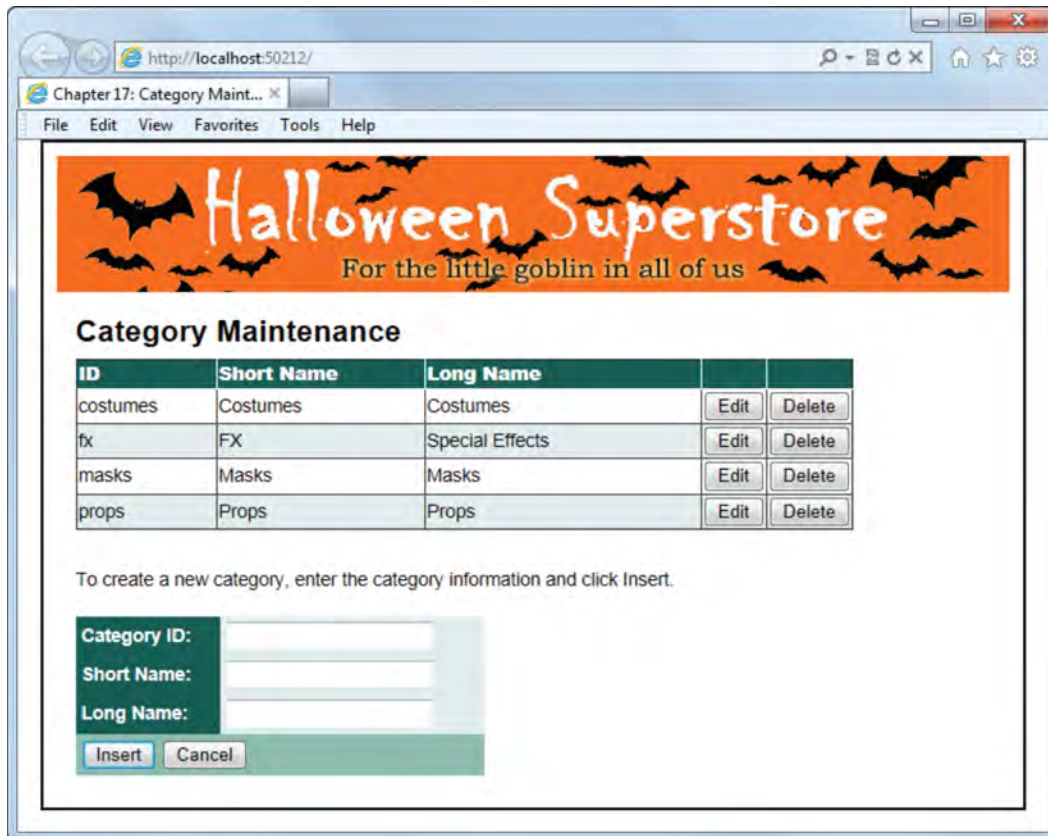 http://localhost:50212/
Chapter 17: Category Maint...
File Edit View Favorites Tools Help
Halloween Superstore
For the little goblin in all of us
Category Maintenance
ID Short Name Long Name
costumes Costumes Costumes Edit Delete
fx FX Special Effects Edit Delete
masks Masks Masks Edit Delete
props Props Props Edit Delete
To create a new category, enter the category information and click Insert.
Category ID:
Short Name:
Long Name:
Insert Cancel